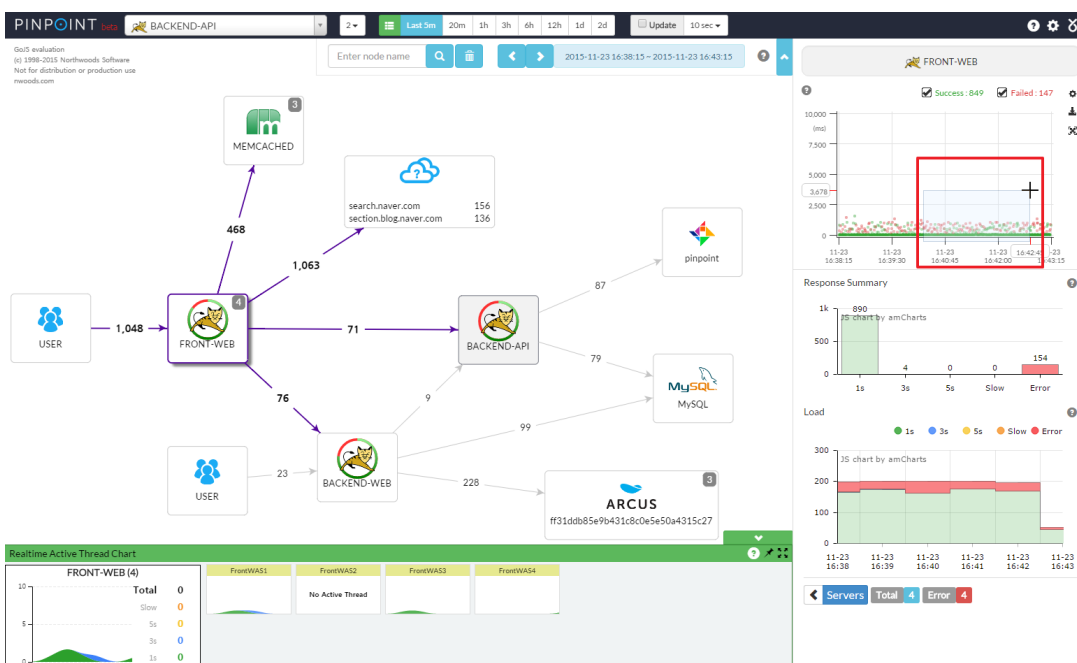 PINPOINT beta BACKEND-API 2 Last 5m 20m 1h 3h 6h 12h 1d 2d Update 10 sec
GoJS evaluation
(c) 1998-2015 Northwoods Software
Not for distribution or production use
nwoods.com
Enter node name
2015-11-23 16:38:15 ~ 2015-11-23 16:43:15
3
MEMCACHED
?
search.naver.com 156
section.blog.naver.com 136
468
1,063
pinpoint
87
USER
1,048
4
FRONT-WEB
71
BACKEND-API
79
MySQL
MySQL
76
9
99
USER
23
BACKEND-WEB
228
3
ARCUS
ff31ddb85e9b431c8c0e5e50a4315c27
FRONT-WEB
Success : 849 Failed : 147
10,000
(ms)
7,500
5,000
3,678
2,500
0
11-23 11-23 11-23 11-23 -23
16:38:15 16:39:30 16:40:45 16:42:00 16:42:45 43:15
Response Summary
1k
500
0
JS chart by amCharts
890 4 0 0 154
1s 3s 5s Slow Error
Load
1s 3s 5s Slow Error
300
200
100
0
JS chart by amCharts
11-23 11-23 11-23 11-23 11-23 11-23
16:38 16:39 16:40 16:41 16:42 16:43
Servers Total 4 Error 4
Realtime Active Thread Chart
FRONT-WEB (4)
10
5
0
Total 0
Slow 0
5s 0
3s 0
1s 0
FrontWAS1 FrontWAS2 FrontWAS3 FrontWAS4
No Active Thread